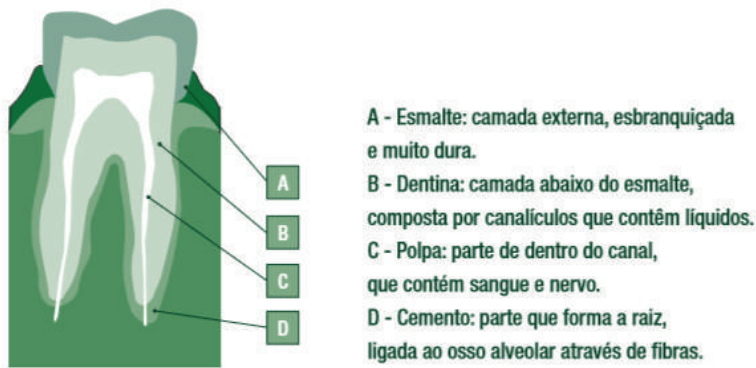 A
B
C
D
A - Esmalte: camada externa, esbranquiçada
e muito dura.
B - Dentina: camada abaixo do esmalte,
composta por canalículos que contêm líquidos.
C - Polpa: parte de dentro do canal,
que contém sangue e nervo.
D - Cemento: parte que forma a raiz,
ligada ao osso alveolar através de fibras.